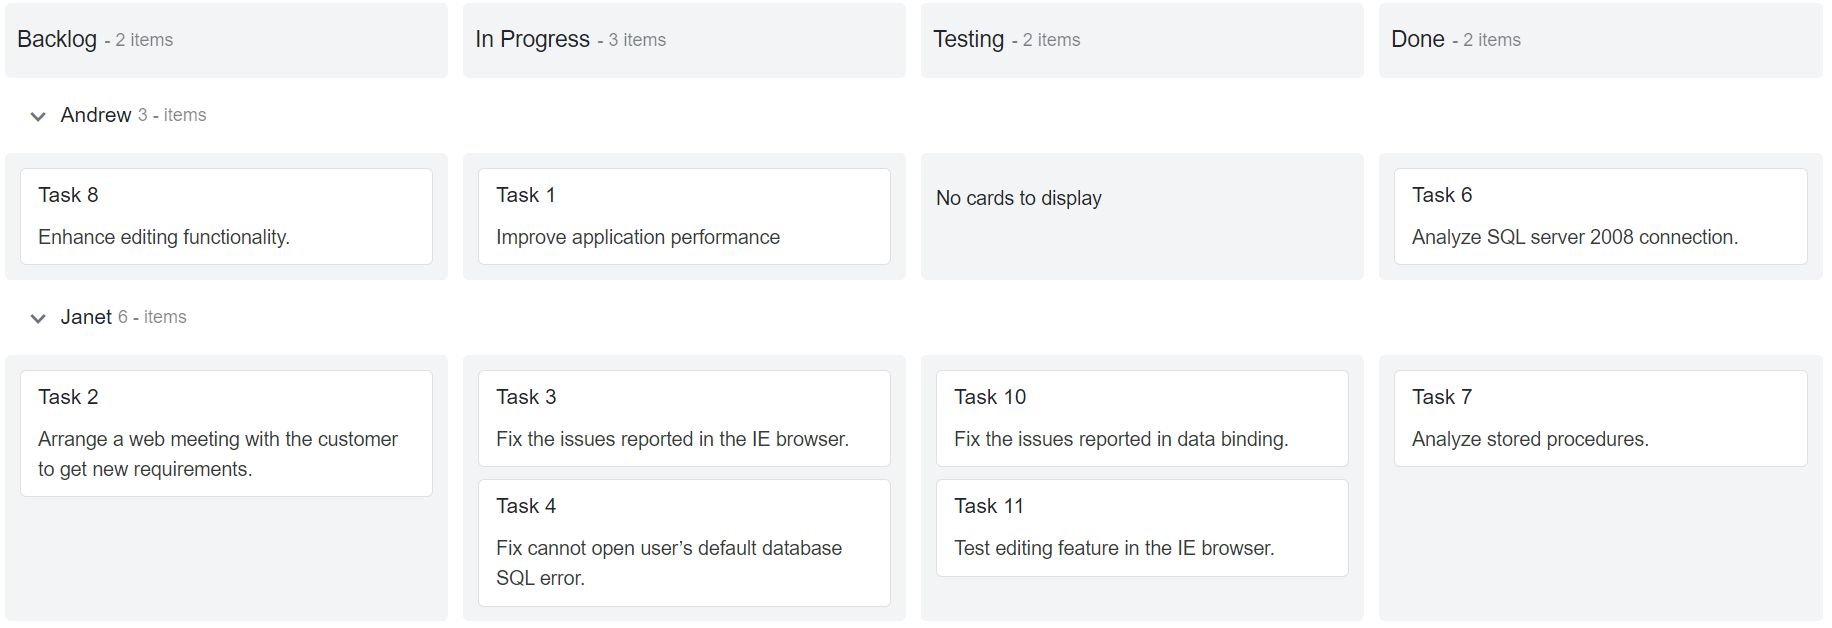 Backlog - 2 items
In Progress - 3 items
Testing - 2 items
Done - 2 items
Andrew 3 - items
Task 8
Enhance editing functionality.
Task 1
Improve application performance
No cards to display
Task 6
Analyze SQL server 2008 connection.
Janet 6 - items
Task 2
Arrange a web meeting with the customer
to get new requirements.
Task 3
Fix the issues reported in the IE browser.
Task 4
Fix cannot open user’s default database
SQL error.
Task 10
Fix the issues reported in data binding.
Task 11
Test editing feature in the IE browser.
Task 7
Analyze stored procedures.